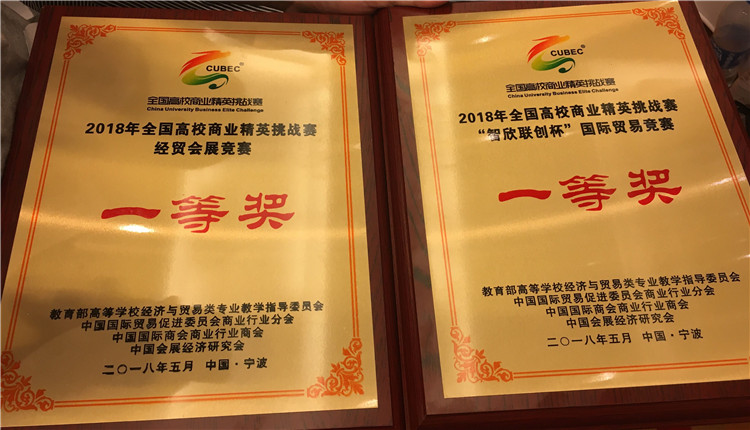 CUBEC®
全国高校商业精英挑战赛
China University Business Elite Challenge
2018年全国高校商业精英挑战赛
经贸会展竞赛
一等奖
教育部高等学校经济与贸易类专业教学指导委员会
中国国际贸易促进委员会商业行业分会
中国国际商会商业行业商会
中国会展经济研究会
二〇一八年五月 中国·宁波
CUBEC®
全国高校商业精英挑战赛
China University Business Elite Challenge
2018年全国高校商业精英挑战赛
“智欣联创杯”国际贸易竞赛
一等奖
教育部高等学校经济与贸易类专业教学指导委员会
中国国际贸易促进委员会商业行业分会
中国国际商会商业行业商会
中国会展经济研究会
二〇一八年五月 中国·宁波